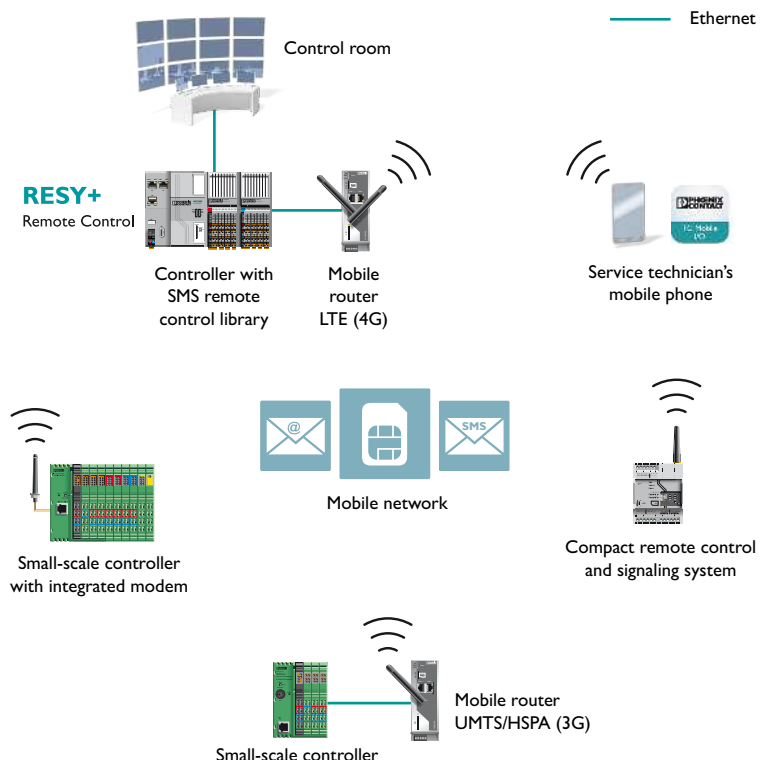 Ethernet
Control room
RESY+
Remote Control
Controller with
SMS remote
control library
Mobile
router
LTE (4G)
PHOENIX
CONTACT
Service technician's
mobile phone
@
SMS
Mobile network
Small-scale controller
with integrated modem
Compact remote control
and signaling system
Mobile router
UMTS/HSPA (3G)
Small-scale controller